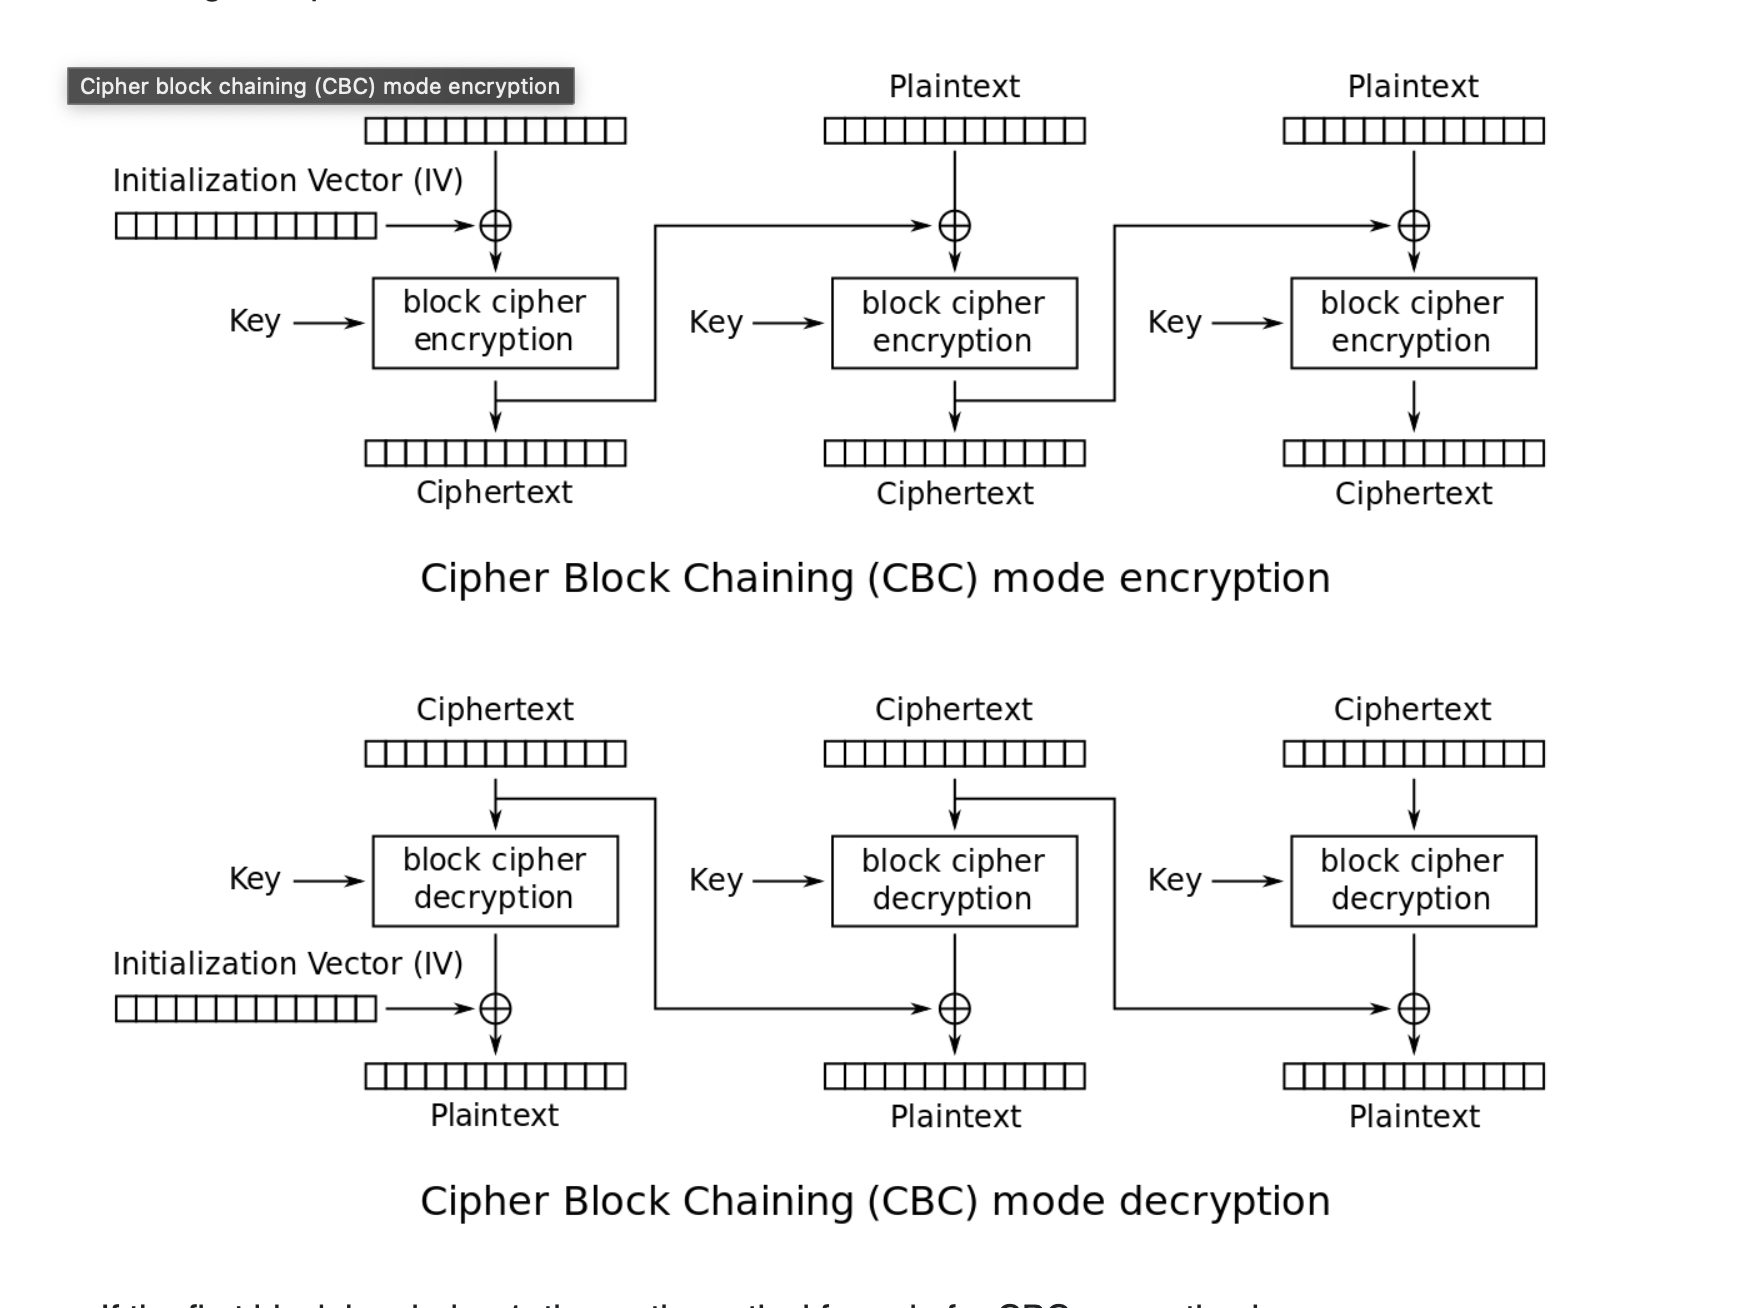 Cipher block chaining (CBC) mode encryption
Plaintext
Plaintext
Initialization Vector (IV)
Key
block cipher
encryption
Key
block cipher
encryption
Key
block cipher
encryption
Ciphertext
Ciphertext
Ciphertext
Cipher Block Chaining (CBC) mode encryption
Ciphertext
Ciphertext
Ciphertext
Key
block cipher
decryption
Key
block cipher
decryption
Key
block cipher
decryption
Initialization Vector (IV)
Plaintext
Plaintext
Plaintext
Cipher Block Chaining (CBC) mode decryption